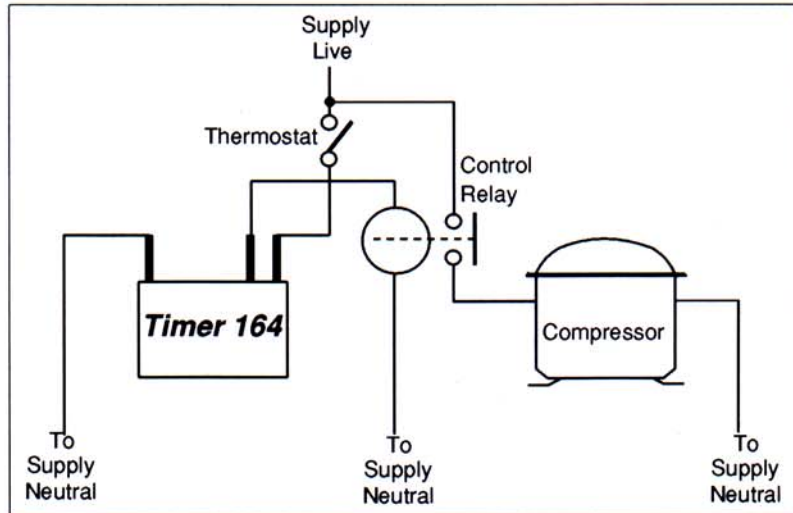 Supply
Live
Thermostat
Control
Relay
Timer 164
Compressor
To
Supply
Neutral
To
Supply
Neutral
To
Supply
Neutral